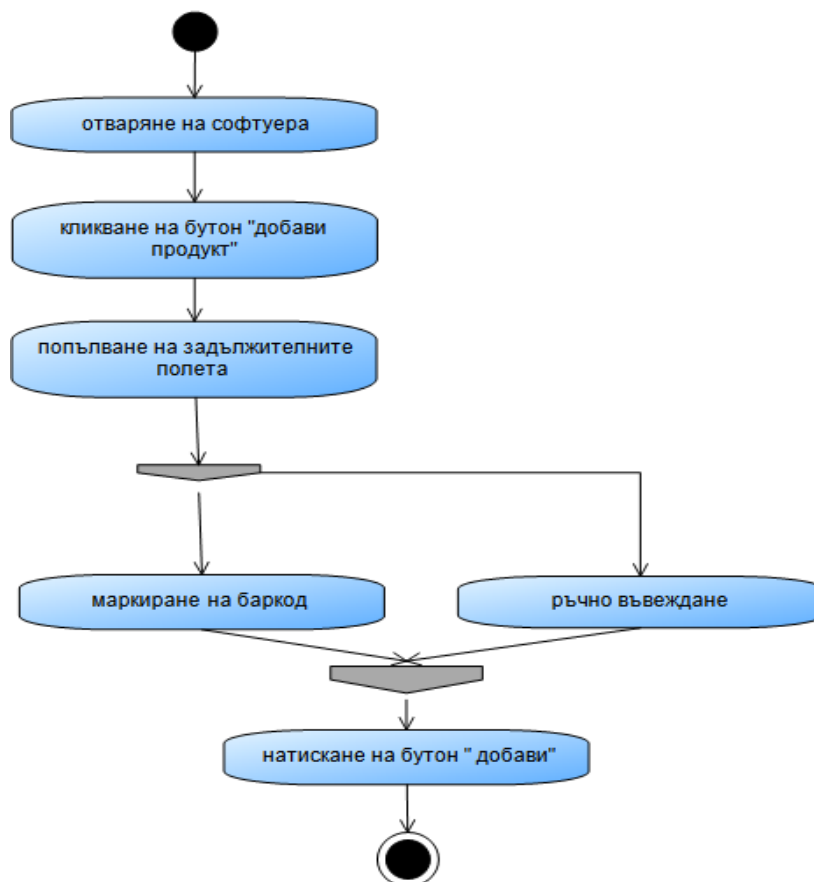 отваряне на софтуера
кликване на бутон "добави
продукт"
попълване на задължителните
полета
маркиране на баркод
ръчно въвеждане
натискане на бутон " добави"